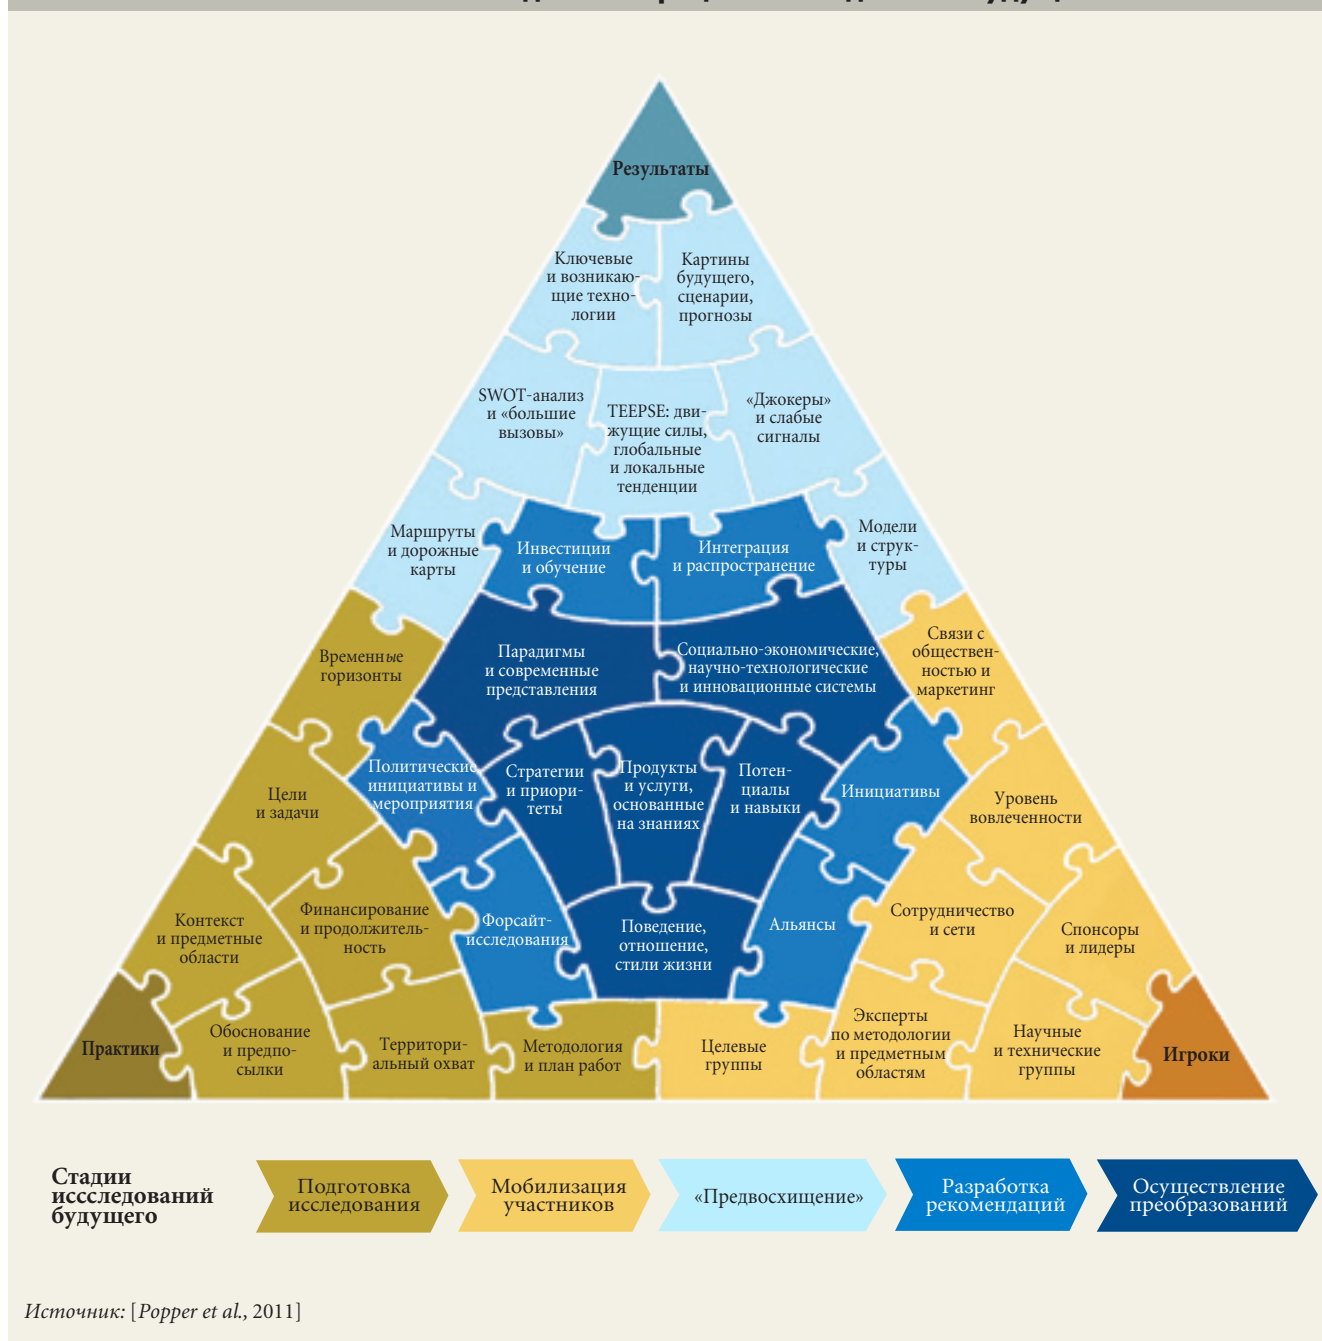 Результаты
Ключевые
и возникаю-
щие техно-
логии
Картины
будущего,
сценарии,
прогнозы
SWOT-анализ
и «большие
вызовы»
TEEPSE: дви-
жущие силы,
глобальные
и локальные
тенденции
«Джокеры»
и слабые
сигналы
Маршруты
и дорожные
карты
Инвестиции
и обучение
Интеграция
и распространение
Модели
и струк-
туры
Временные
горизонты
Парадигмы
и современные
представления
Социально-экономические,
научно-технологические
и инновационные системы
Связи с
обществен-
ностью и
маркетинг
Цели
и задачи
Политические
инициативы и
мероприятия
Стратегии
и приори-
теты
Продукты
и услуги,
основанные
на знаниях
Потен-
циалы
и навыки
Инициативы
Уровень
вовлеченности
Контекст
и предметные
области
Финансирование
и продолжитель-
ность
Форсайт-
исследования
Поведение,
отношение,
стили жизни
Альянсы
Сотрудничество
и сети
Спонсоры
и лидеры
Практики
Обоснование
и предпо-
сылки
Территори-
альный охват
Методология
и план работ
Целевые
группы
Эксперты
по методологии
и предметным
областям
Научные
и технические
группы
Игроки
Стадии
иссследований
будущего
Подготовка
исследования
Мобилизация
участников
«Предвосхищение»
Разработка
рекомендаций
Осуществление
преобразований
Источник: [Popper et al., 2011]